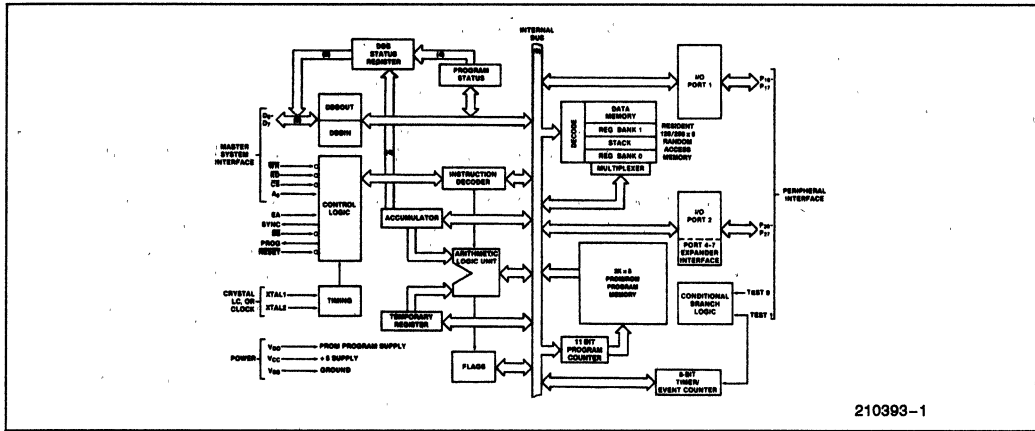 INTERNAL
BUS
DBB
STATUS
REGISTER
PROGRAM
STATUS
I/O
PORT 1
P10-
P17
DBBOUT
DBBIN
D0-
D7
MASTER
SYSTEM
INTERFACE
WR
RD
CS
A0
EA
SYNC
SS
PROG
RESET
CONTROL
LOGIC
DECODE
DATA
MEMORY
REG BANK 1
STACK
REG BANK 0
MULTIPLEXER
RESIDENT
RANDOM
ACCESS
MEMORY
INSTRUCTION
DECODER
ACCUMULATOR
PERIPHERAL
INTERFACE
I/O
PORT 2
PORT 4-7
EXPANDER
INTERFACE
P20-
P27
ARITHMETIC
LOGIC UNIT
2K x 8
PROM/ROM
PROGRAM
MEMORY
CONDITIONAL
BRANCH
LOGIC
TEST 0
TEST 1
CRYSTAL
LC, OR
CLOCK
XTAL1
XTAL2
TIMING
TEMPORARY
REGISTER
11 BIT
PROGRAM
COUNTER
FLAGS
8-BIT
TIMER/
EVENT COUNTER
POWER
VDD PROM PROGRAM SUPPLY
VCC +5 SUPPLY
VSS GROUND
210393-1